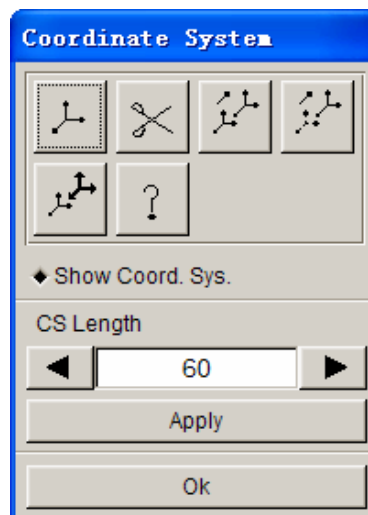 Coordinate System
?
Show Coord. Sys.
CS Length
60
Apply
Ok